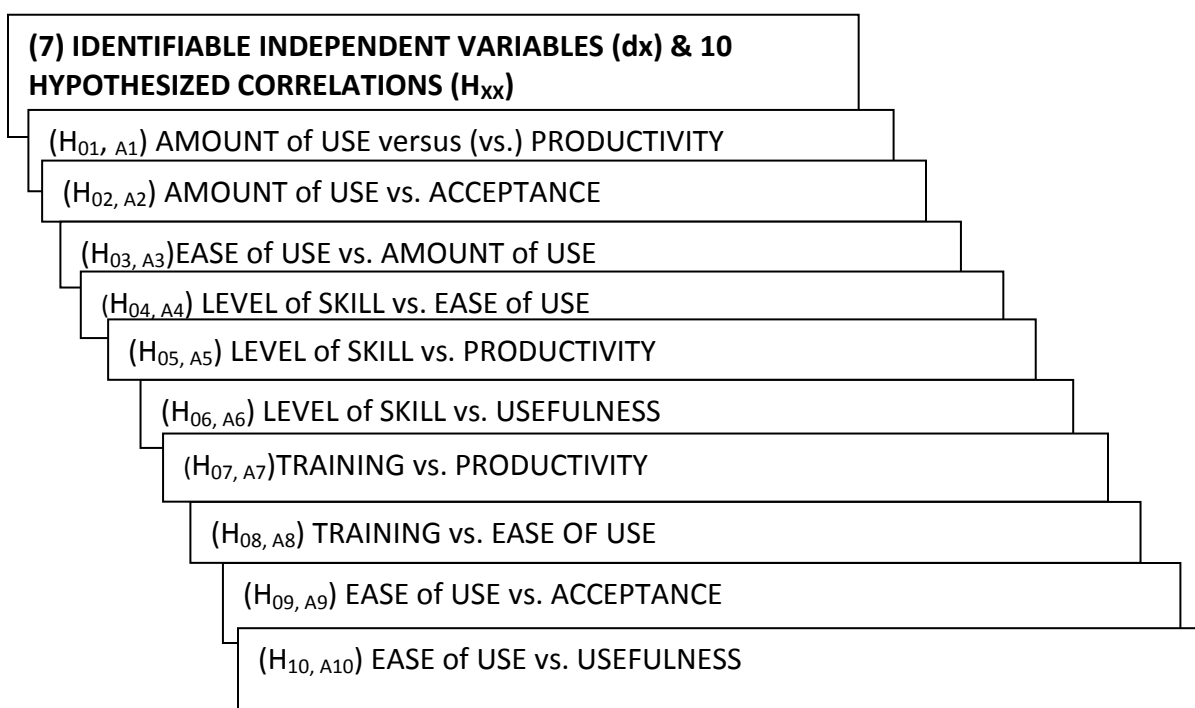 (7) IDENTIFIABLE INDEPENDENT VARIABLES (dx) & 10
HYPOTHESIZED CORRELATIONS (HXX)
(H01, A1) AMOUNT of USE versus (vs.) PRODUCTIVITY
(H02, A2) AMOUNT of USE vs. ACCEPTANCE
(H03, A3)EASE of USE vs. AMOUNT of USE
(H04, A4) LEVEL of SKILL vs. EASE of USE
(H05, A5) LEVEL of SKILL vs. PRODUCTIVITY
(H06, A6) LEVEL of SKILL vs. USEFULNESS
(H07, A7)TRAINING vs. PRODUCTIVITY
(H08, A8) TRAINING vs. EASE OF USE
(H09, A9) EASE of USE vs. ACCEPTANCE
(H10, A10) EASE of USE vs. USEFULNESS